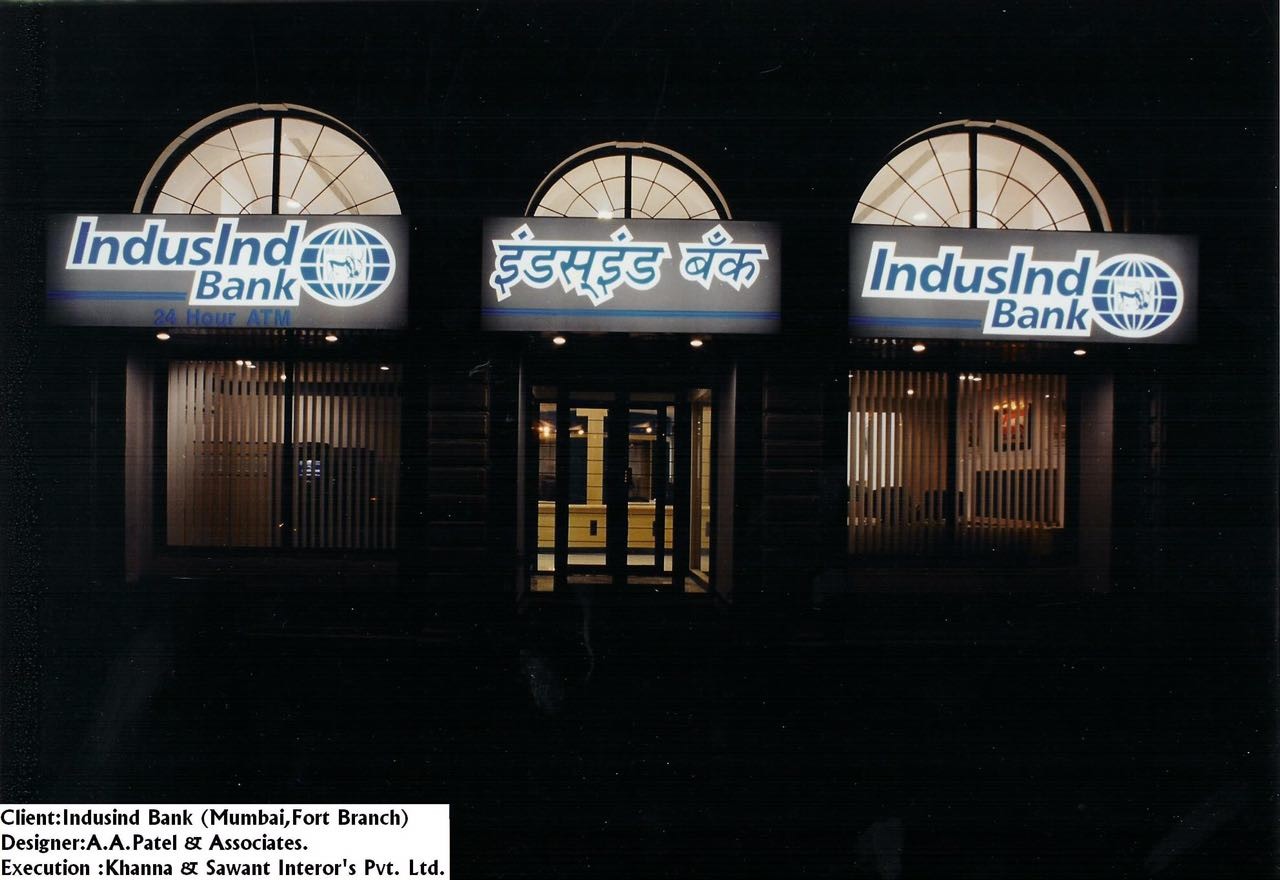 IndusInd
Bank
24 Hour ATM
इंडसइंड बँक
IndusInd
Bank
Client:Indusind Bank (Mumbai,Fort Branch)
Designer:A.A.Patel & Associates.
Execution :Khanna & Sawant Interor's Pvt. Ltd.